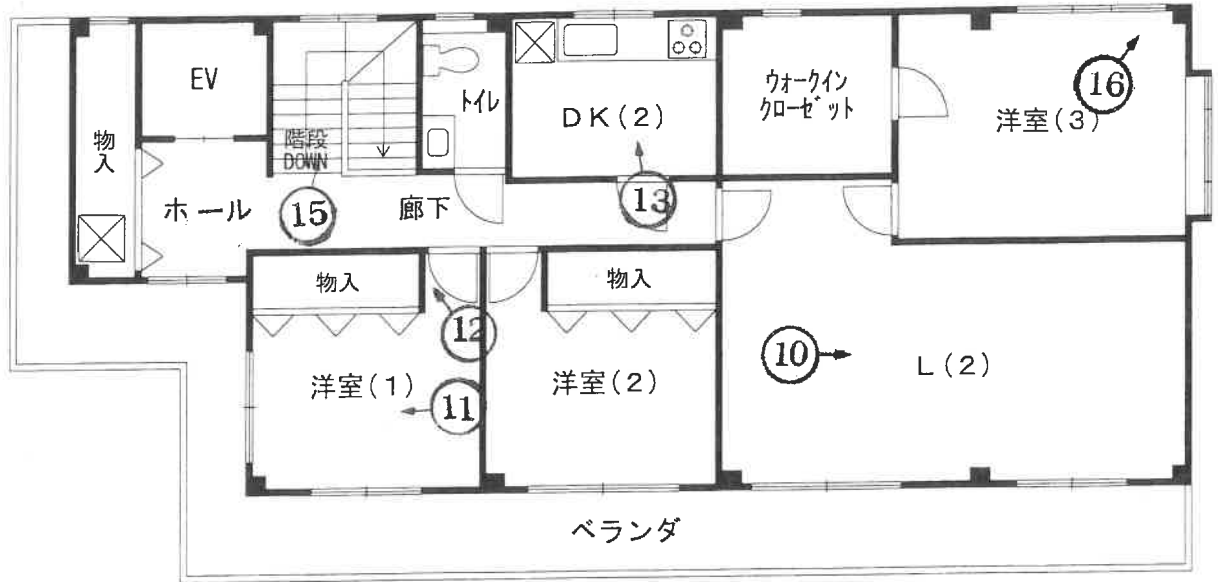 EV
物入
階段
DOWN
トイレ
DK(2)
ウォークイン
クローゼット
洋室(3)
16
ホール
15
廊下
13
物入
12
洋室(1)
11
物入
洋室(2)
10
L(2)
ベランダ